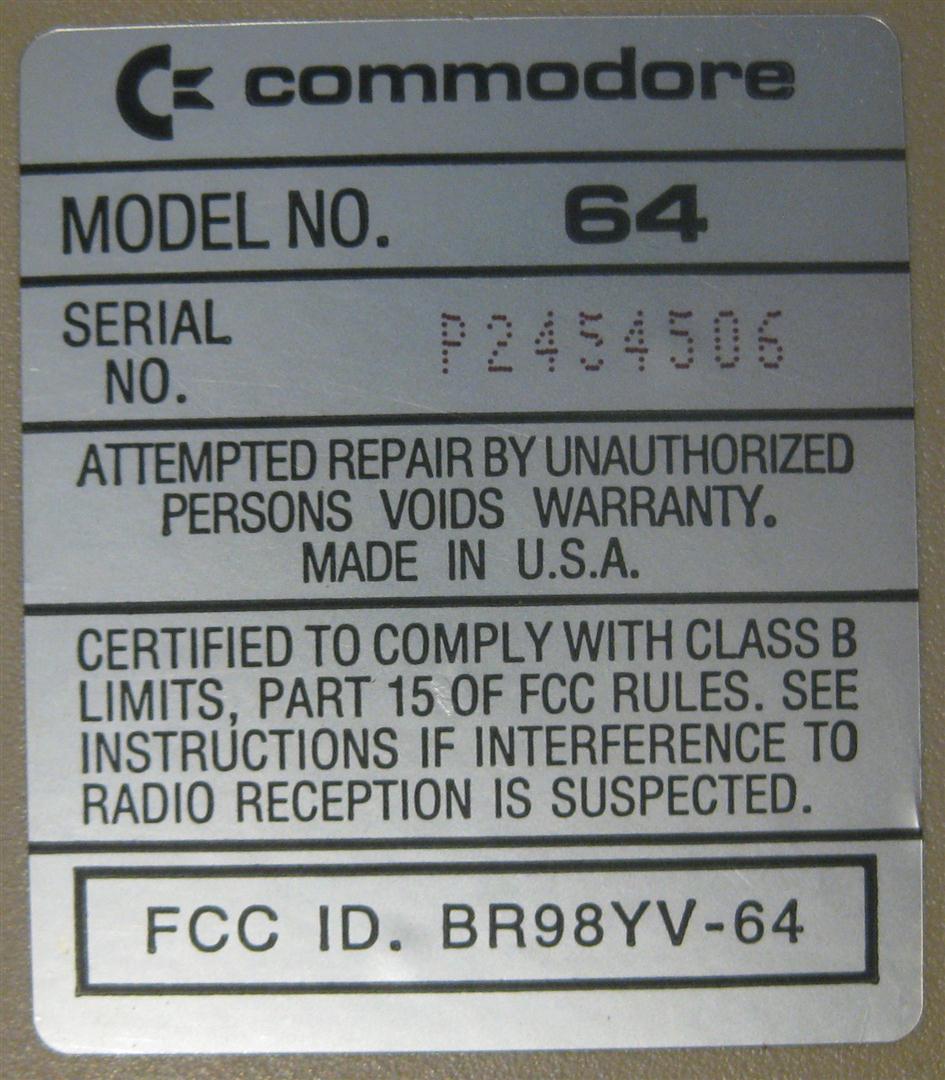 commodore
MODEL NO. 64
SERIAL
NO. P2454506
ATTEMPTED REPAIR BY UNAUTHORIZED
PERSONS VOIDS WARRANTY.
MADE IN U.S.A.
CERTIFIED TO COMPLY WITH CLASS B
LIMITS, PART 15 OF FCC RULES. SEE
INSTRUCTIONS IF INTERFERENCE TO
RADIO RECEPTION IS SUSPECTED.
FCC ID. BR98YV-64